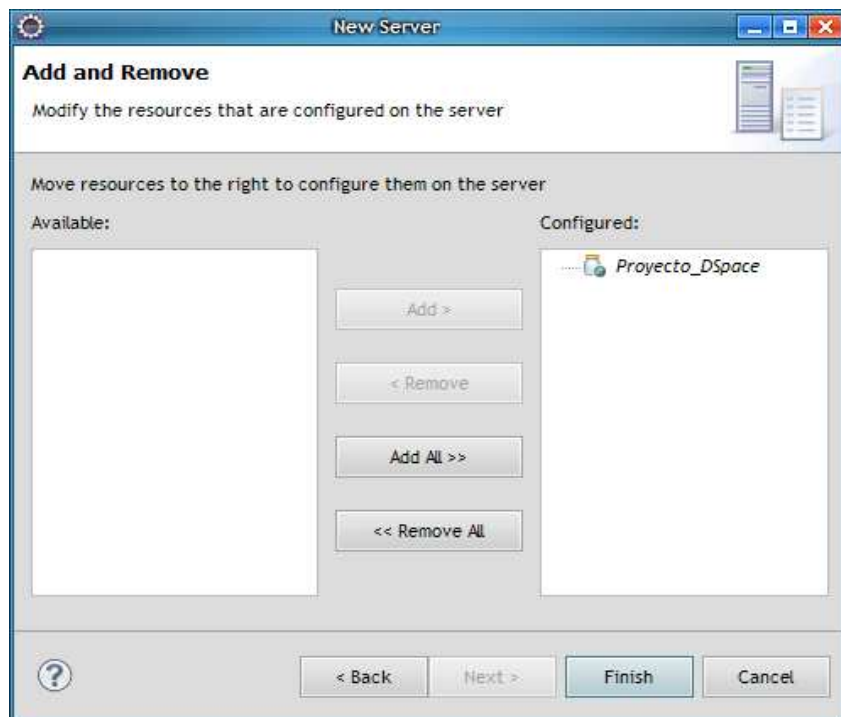 New Server
Add and Remove
Modify the resources that are configured on the server
Move resources to the right to configure them on the server
Available:
Configured:
Proyecto_DSpace
Add >
< Remove
Add All >>
<< Remove All
?
< Back
Next >
Finish
Cancel